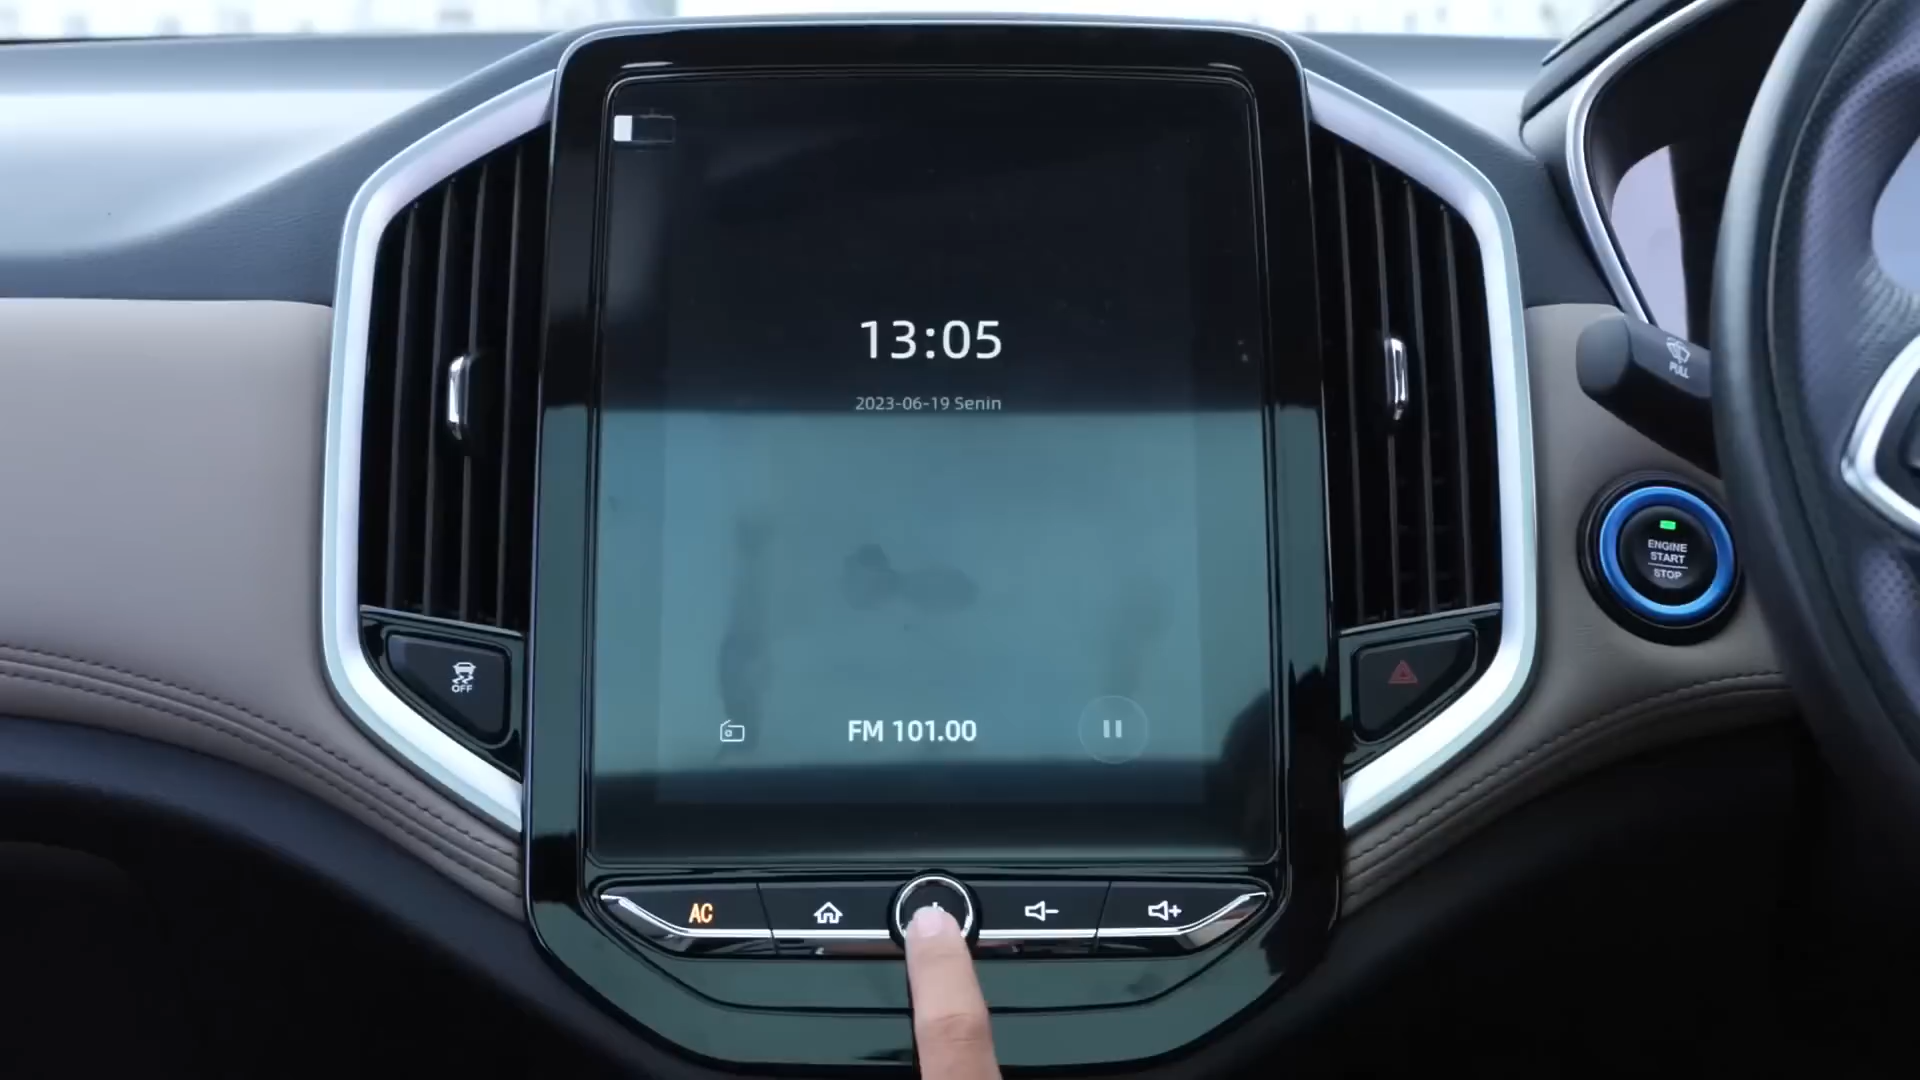 13:05
2023-06-19 Senin
PULL
ENGINE
START
STOP
OFF
FM 101.00
AC